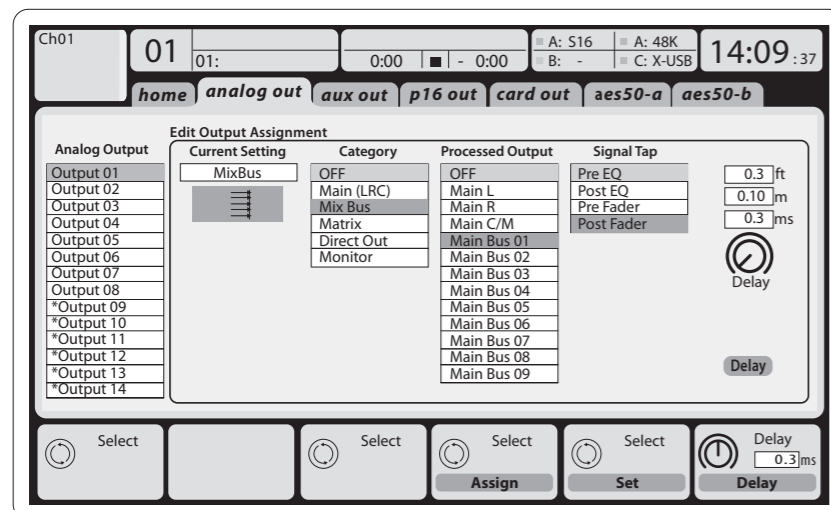 Ch01
01
01:
0:00
- 0:00
A: S16
B: -
A: 48K
C: X-USB
14:09 :37
home
analog out
aux out
p16 out
card out
aes50-a
aes50-b
Edit Output Assignment
Analog Output
Output 01
Output 02
Output 03
Output 04
Output 05
Output 06
Output 07
Output 08
*Output 09
*Output 10
*Output 11
*Output 12
*Output 13
*Output 14
Current Setting
MixBus
Category
OFF
Main (LRC)
Mix Bus
Matrix
Direct Out
Monitor
Processed Output
OFF
Main L
Main R
Main C/M
Main Bus 01
Main Bus 02
Main Bus 03
Main Bus 04
Main Bus 05
Main Bus 06
Main Bus 07
Main Bus 08
Main Bus 09
Signal Tap
Pre EQ
Post EQ
Pre Fader
Post Fader
0.3 ft
0.10 m
0.3 ms
Delay
Delay
Select
Select
Select
Assign
Select
Set
Delay
0.3 ms
Delay